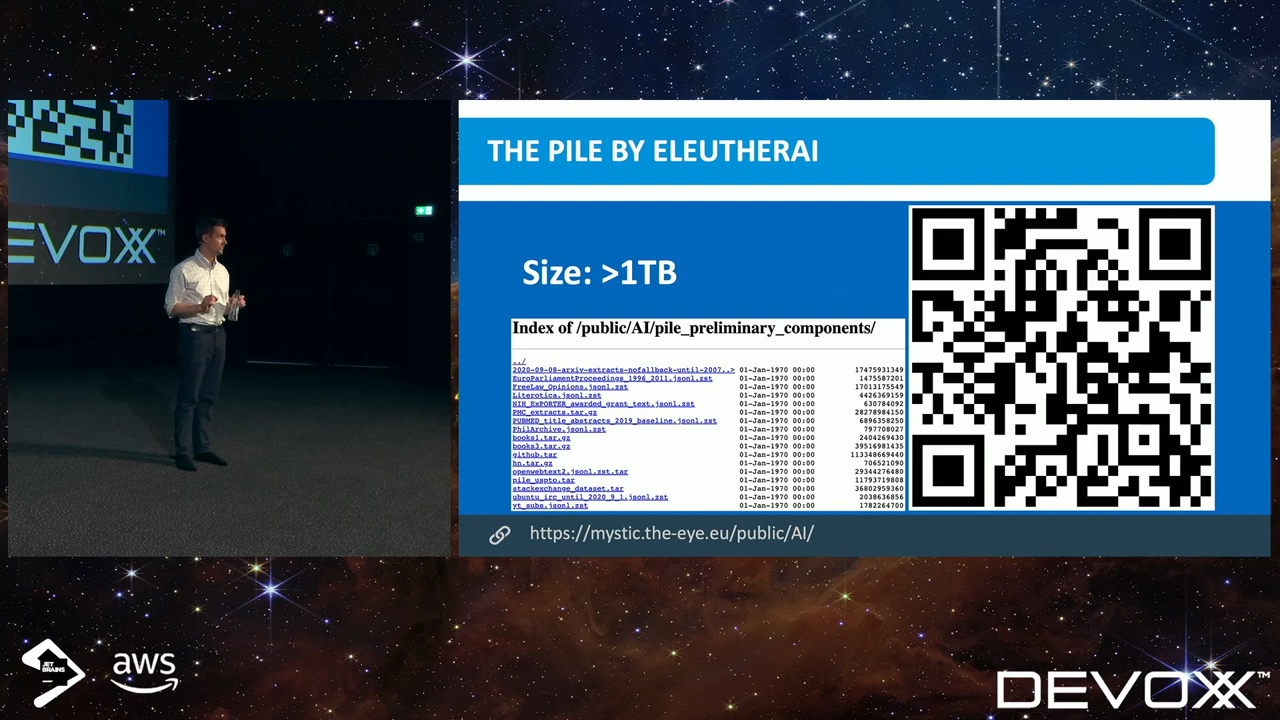 THE PILE BY ELEUTHERAI
Size: >1TB
Index of /public/AI/pile_preliminary_components/
../
2020-09-08-arxiv-extracts-nofallback-until-2007..> 01-Jan-1970 00:00 17475931349
EuroParliamentProceedings_1996_2011.jsonl.zst 01-Jan-1970 00:00 1475587201
FreeLaw_Opinions.jsonl.zst 01-Jan-1970 00:00 17013175549
Literotica.jsonl.zst 01-Jan-1970 00:00 4426369159
NIH_ExPORTER_awarded_grant_text.jsonl.zst 01-Jan-1970 00:00 630784092
PMC_extracts.tar.gz 01-Jan-1970 00:00 28278984150
PUBMED_title_abstracts_2019_baseline.jsonl.zst 01-Jan-1970 00:00 6896358250
PhilArchive.jsonl.zst 01-Jan-1970 00:00 797708027
books1.tar.gz 01-Jan-1970 00:00 2404269430
books3.tar.gz 01-Jan-1970 00:00 39516981435
github.tar 01-Jan-1970 00:00 113348669440
hn.tar.gz 01-Jan-1970 00:00 706521090
openwebtext2.jsonl.zst.tar 01-Jan-1970 00:00 29344276480
pile_uspto.tar 01-Jan-1970 00:00 11793719808
stackexchange_dataset.tar 01-Jan-1970 00:00 36802959360
ubuntu_irc_until_2020_9_1.jsonl.zst 01-Jan-1970 00:00 2038636856
yt_subs.jsonl.zst 01-Jan-1970 00:00 1782264700
https://mystic.the-eye.eu/public/AI/
EVOXX™
JET
BRAINS
aws
DEVOXX™